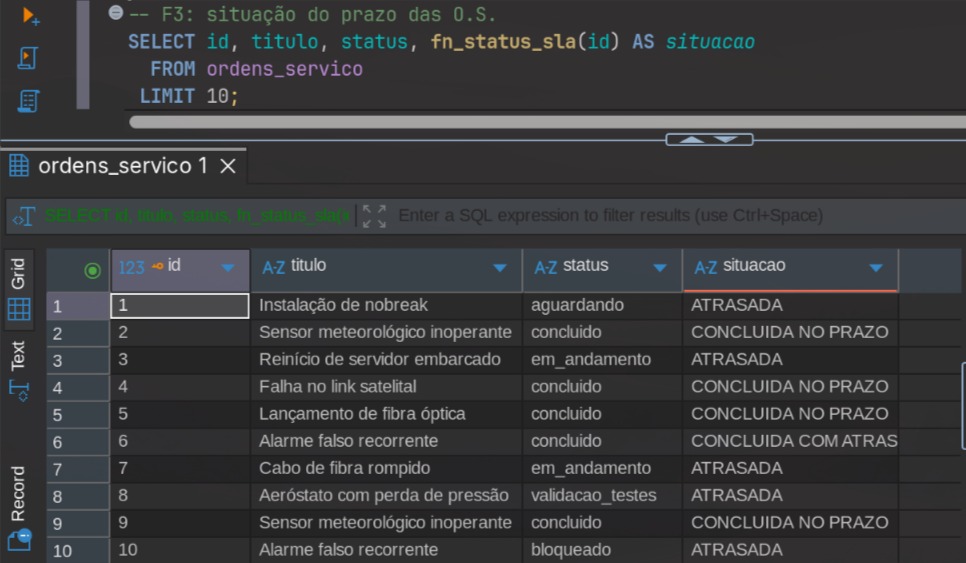 -- F3: situação do prazo das O.S.
SELECT id, titulo, status, fn_status_sla(id) AS situacao
FROM ordens_servico
LIMIT 10;
ordens_servico 1
SELECT id, titulo, status, fn_status_sla(i Enter a SQL expression to filter results (use Ctrl+Space)
Grid
Text
Record
123 id A-Z titulo A-Z status A-Z situacao
1 1 Instalação de nobreak aguardando ATRASADA
2 2 Sensor meteorológico inoperante concluido CONCLUIDA NO PRAZO
3 3 Reinício de servidor embarcado em_andamento ATRASADA
4 4 Falha no link satelital concluido CONCLUIDA NO PRAZO
5 5 Lançamento de fibra óptica concluido CONCLUIDA NO PRAZO
6 6 Alarme falso recorrente concluido CONCLUIDA COM ATRAS
7 7 Cabo de fibra rompido em_andamento ATRASADA
8 8 Aeróstato com perda de pressão validacao_testes ATRASADA
9 9 Sensor meteorológico inoperante concluido CONCLUIDA NO PRAZO
10 10 Alarme falso recorrente bloqueado ATRASADA